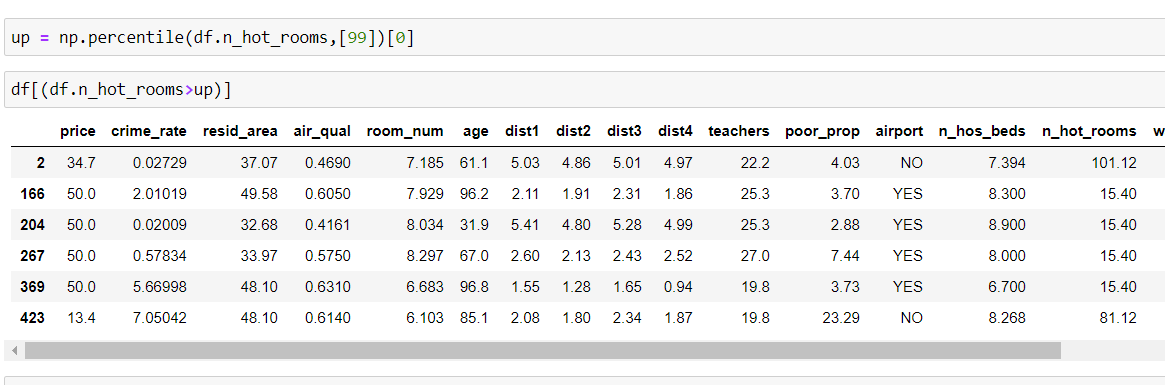 up = np.percentile(df.n_hot_rooms,[99])[0]
df[(df.n_hot_rooms>up)]
price crime_rate resid_area air_qual room_num age dist1 dist2 dist3 dist4 teachers poor_prop airport n_hos_beds n_hot_rooms w
2 34.7 0.02729 37.07 0.4690 7.185 61.1 5.03 4.86 5.01 4.97 22.2 4.03 NO 7.394 101.12
166 50.0 2.01019 49.58 0.6050 7.929 96.2 2.11 1.91 2.31 1.86 25.3 3.70 YES 8.300 15.40
204 50.0 0.02009 32.68 0.4161 8.034 31.9 5.41 4.80 5.28 4.99 25.3 2.88 YES 8.900 15.40
267 50.0 0.57834 33.97 0.5750 8.297 67.0 2.60 2.13 2.43 2.52 27.0 7.44 YES 8.000 15.40
369 50.0 5.66998 48.10 0.6310 6.683 96.8 1.55 1.28 1.65 0.94 19.8 3.73 YES 6.700 15.40
423 13.4 7.05042 48.10 0.6140 6.103 85.1 2.08 1.80 2.34 1.87 19.8 23.29 NO 8.268 81.12